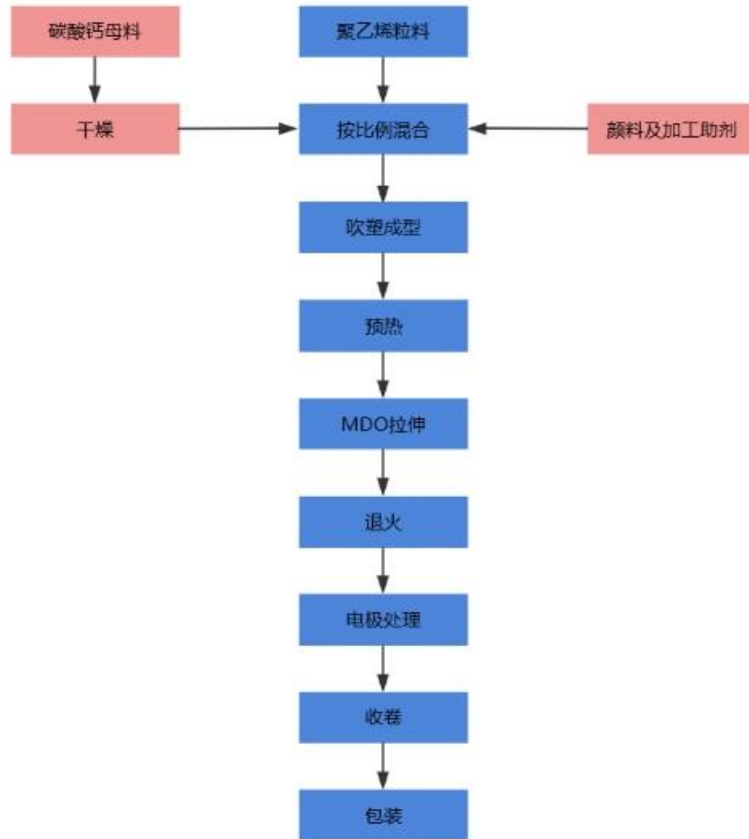 碳酸钙母料
聚乙烯粒料
干燥
按比例混合
颜料及加工助剂
吹塑成型
预热
MDO拉伸
退火
电极处理
收卷
包装